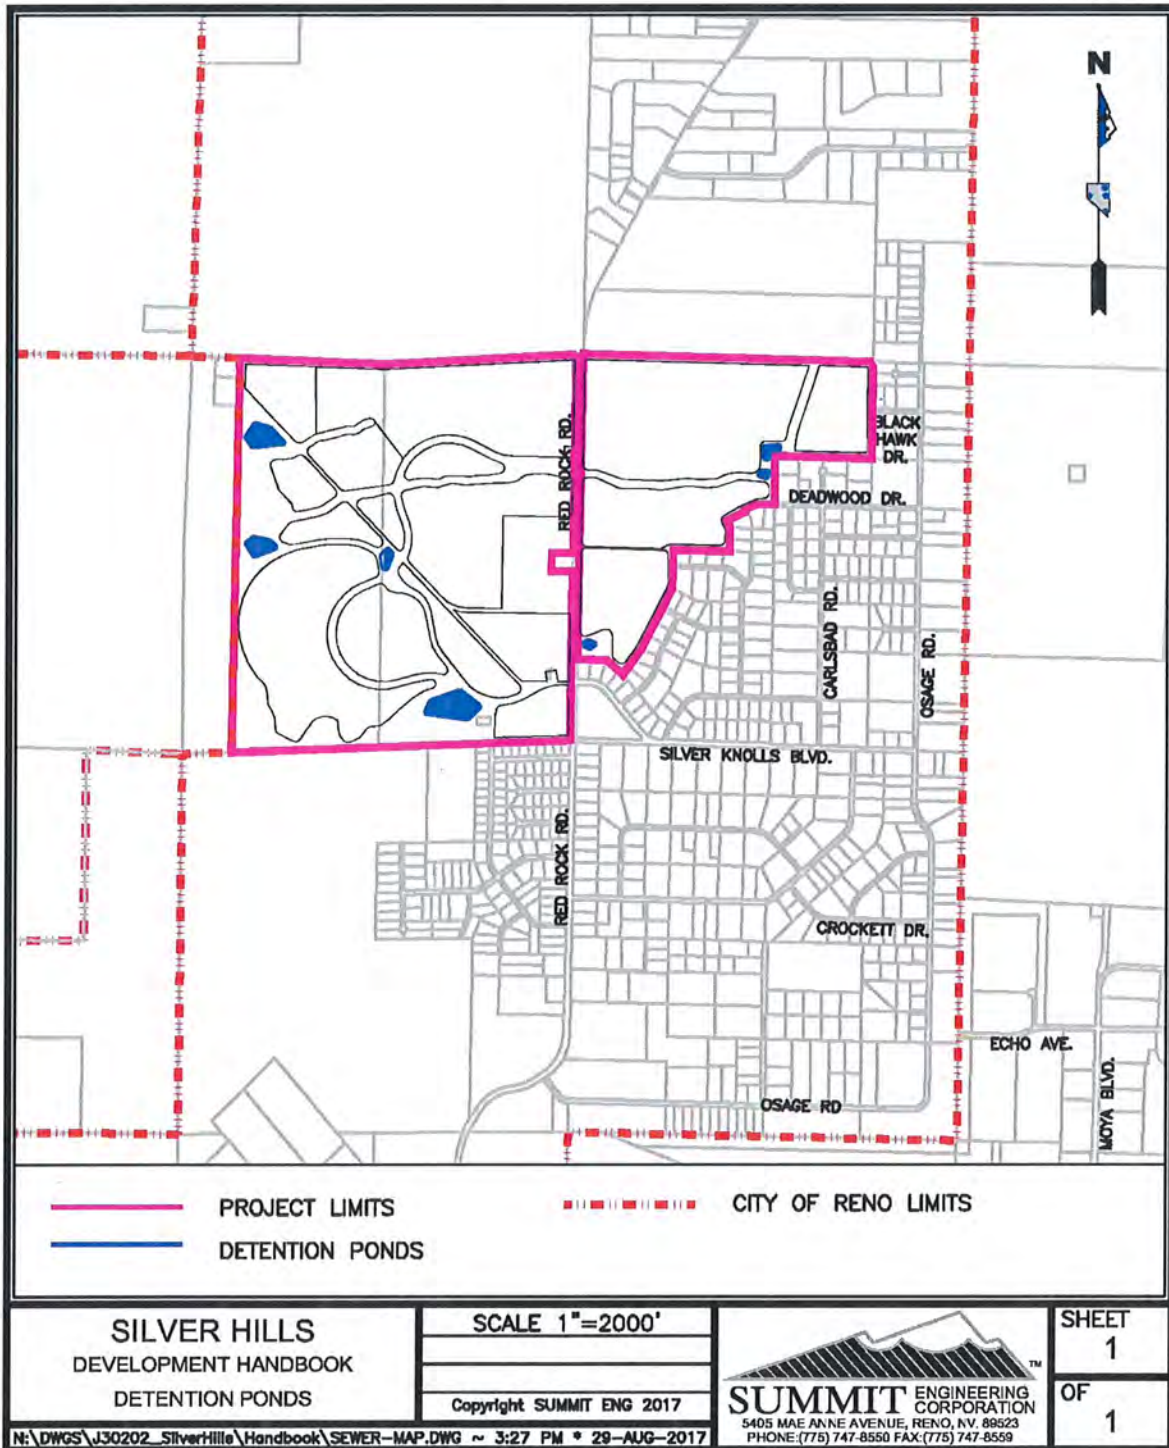 N
RED ROCK RD.
BLACK
HAWK
DR.
DEADWOOD DR.
CARLSBAD RD.
OSAGE RD.
SILVER KNOLLS BLVD.
RED ROCK RD.
CROCKETT DR.
ECHO AVE.
MOYA BLVD.
OSAGE RD
PROJECT LIMITS
CITY OF RENO LIMITS
DETENTION PONDS
SILVER HILLS
DEVELOPMENT HANDBOOK
DETENTION PONDS
SCALE 1"=2000'
Copyright SUMMIT ENG 2017
TM
SUMMIT ENGINEERING
CORPORATION
5405 MAE ANNE AVENUE, RENO, NV. 89523
PHONE:(775) 747-8550 FAX:(775) 747-8559
SHEET
1
OF
1
N:\DWGS\J30202_SilverHills\Handbook\SEWER-MAP.DWG ~ 3:27 PM * 29-AUG-2017